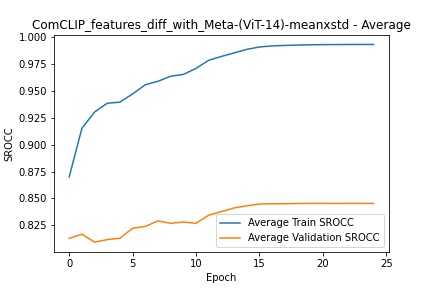 ComCLIP_features_diff_with_Meta-(ViT-14)-meanxstd - Average
1.000
0.975
0.950
0.925
0.900
0.875
0.850
0.825
SROCC
Average Train SROCC
Average Validation SROCC
0 5 10 15 20 25
Epoch